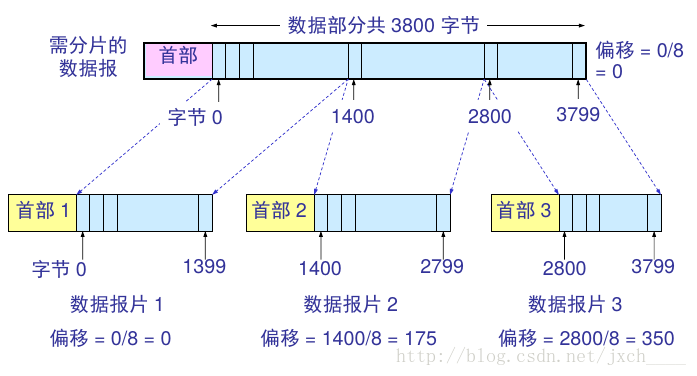 数据部分共 3800 字节
需分片的
数据报
首部
偏移 = 0/8
= 0
字节 0
1400
2800
3799
首部 1
首部 2
首部 3
字节 0
1399
1400
2799
2800
3799
数据报片 1
数据报片 2
数据报片 3
偏移 = 0/8 = 0
偏移 = 1400/8 = 175
偏移 = 2800/8 = 350
http://blog.csdn.net/jxch____